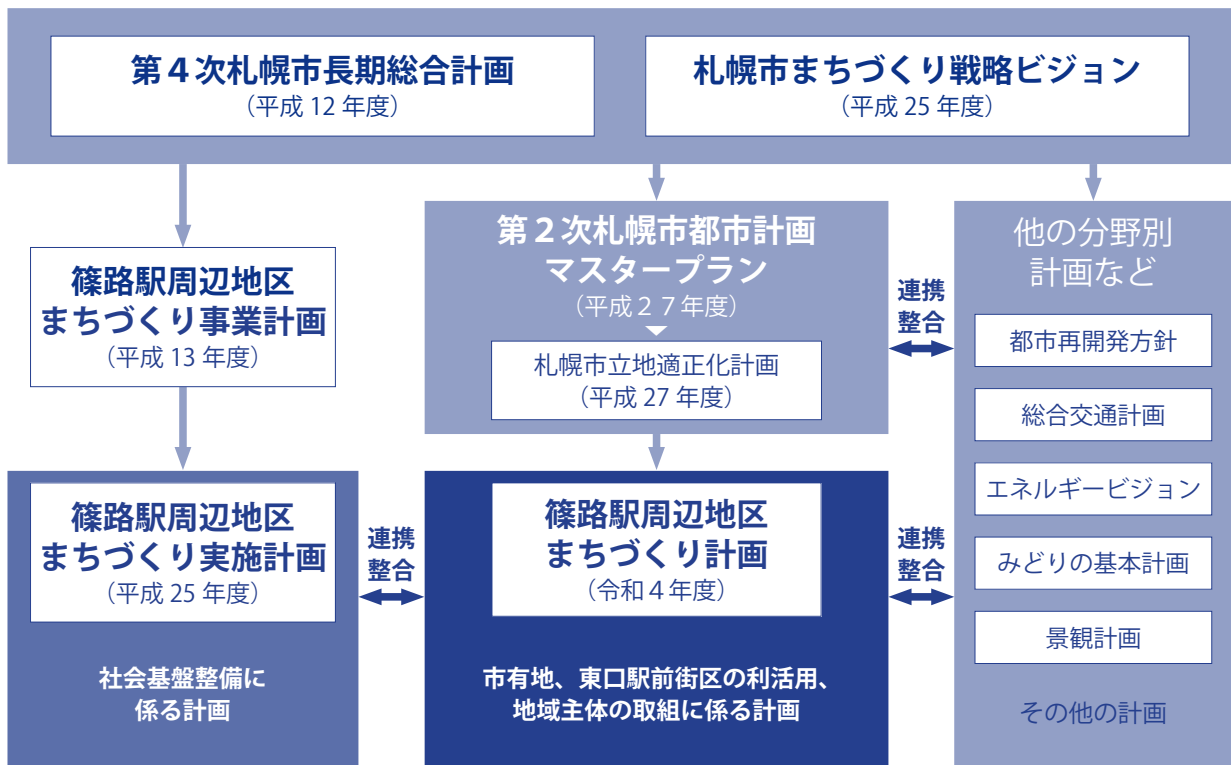 第４次札幌市長期総合計画
（平成 12 年度）
札幌市まちづくり戦略ビジョン
（平成 25 年度）
篠路駅周辺地区
まちづくり事業計画
（平成 13 年度）
第２次札幌市都市計画
マスタープラン
（平成２７年度）
札幌市立地適正化計画
（平成 27 年度）
連携
整合
他の分野別
計画など
都市再開発方針
総合交通計画
エネルギービジョン
みどりの基本計画
景観計画
その他の計画
篠路駅周辺地区
まちづくり実施計画
（平成 25 年度）
社会基盤整備に
係る計画
連携
整合
篠路駅周辺地区
まちづくり計画
（令和４年度）
市有地、東口駅前街区の利活用、
地域主体の取組に係る計画
連携
整合